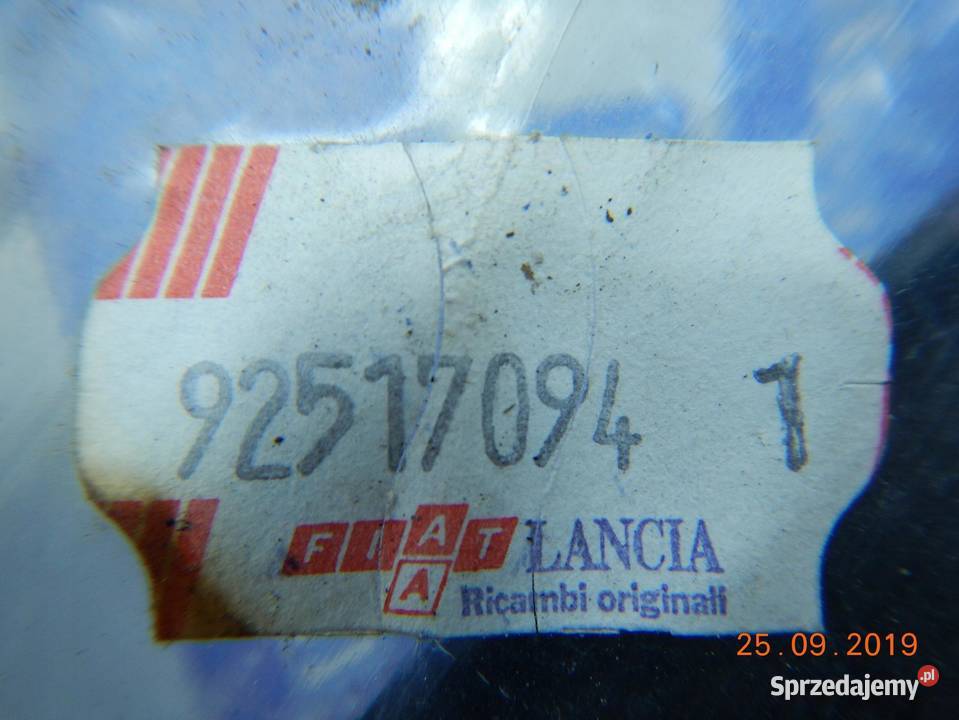 92517094 1
FIAT LANCIA
A Ricambi originali
25.09.2019
Sprzedajemy.pl